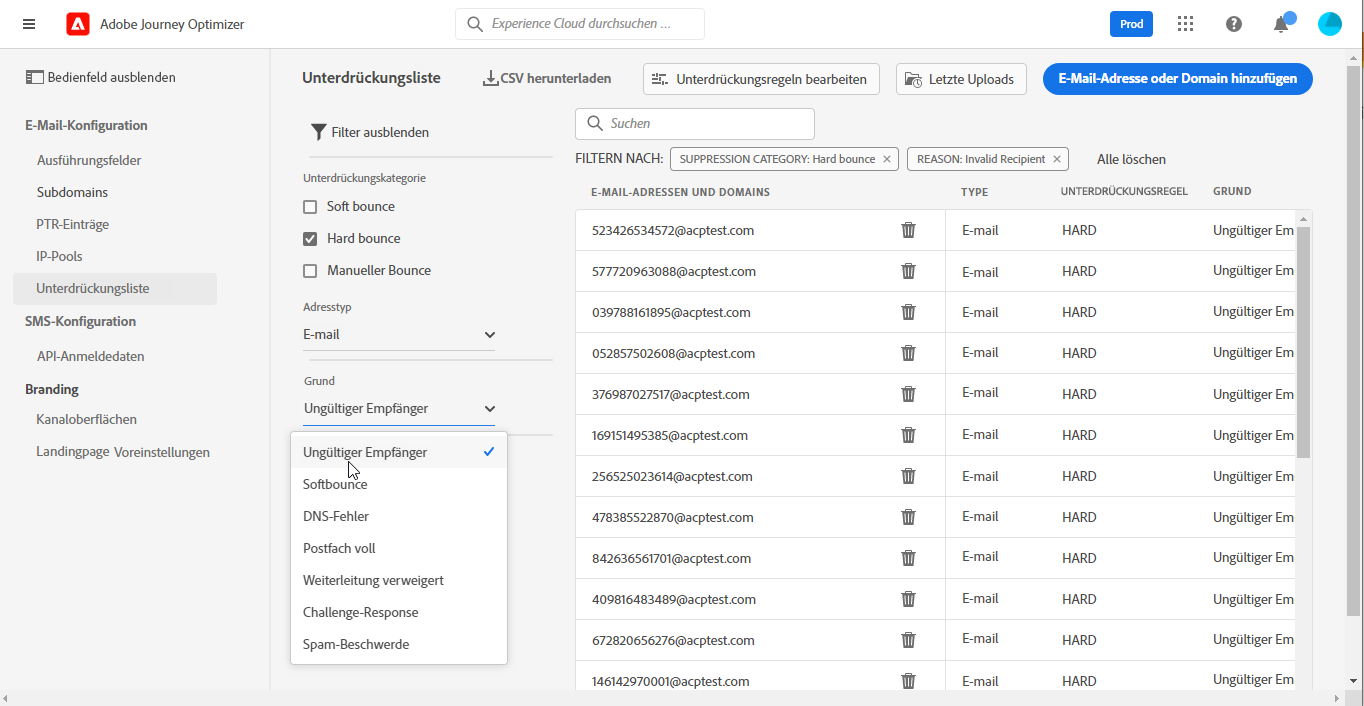 Adobe Journey Optimizer
Experience Cloud durchsuchen ...
Prod
Bedienfeld ausblenden
E-Mail-Konfiguration
Ausführungsfelder
Subdomains
PTR-Einträge
IP-Pools
Unterdrückungsliste
SMS-Konfiguration
API-Anmeldedaten
Branding
Kanaloberflächen
Landingpage Voreinstellungen
Unterdrückungsliste
CSV herunterladen
Unterdrückungsregeln bearbeiten
Letzte Uploads
E-Mail-Adresse oder Domain hinzufügen
Filter ausblenden
Unterdrückungskategorie
Soft bounce
Hard bounce
Manueller Bounce
Adresstyp
E-mail
Grund
Ungültiger Empfänger
Ungültiger Empfänger
Softbounce
DNS-Fehler
Postfach voll
Weiterleitung verweigert
Challenge-Response
Spam-Beschwerde
Suchen
FILTERN NACH: SUPPRESSION CATEGORY: Hard bounce REASON: Invalid Recipient Alle löschen
E-MAIL-ADRESSEN UND DOMAINS TYPE UNTERDRÜCKUNGSREGEL GRUND
523426534572@acptest.com E-mail HARD Ungültiger Em
577720963088@acptest.com E-mail HARD Ungültiger Em
039788161895@acptest.com E-mail HARD Ungültiger Em
052857502608@acptest.com E-mail HARD Ungültiger Em
376987027517@acptest.com E-mail HARD Ungültiger Em
169151495385@acptest.com E-mail HARD Ungültiger Em
256525023614@acptest.com E-mail HARD Ungültiger Em
478385522870@acptest.com E-mail HARD Ungültiger Em
842636561701@acptest.com E-mail HARD Ungültiger Em
409816483489@acptest.com E-mail HARD Ungültiger Em
672820656276@acptest.com E-mail HARD Ungültiger Em
146142970001@acptest.com E-mail HARD Ungültiger Em